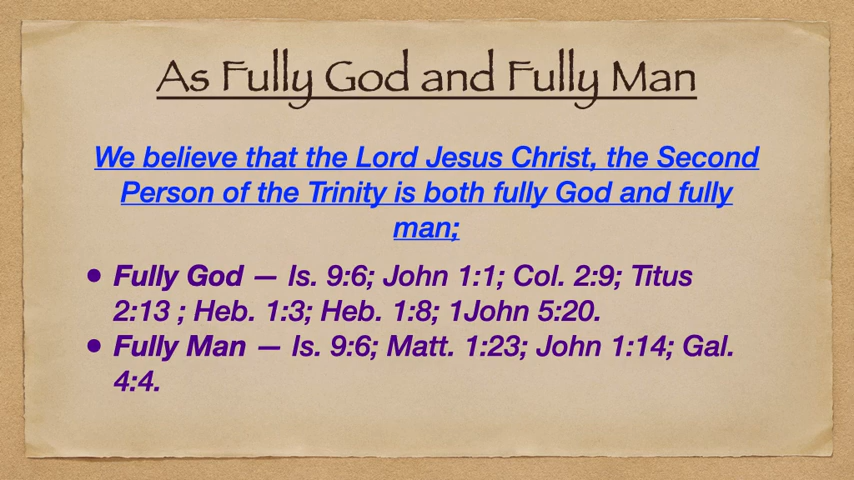 As Fully God and Fully Man
We believe that the Lord Jesus Christ, the Second
Person of the Trinity is both fully God and fully
man;
• Fully God — Is. 9:6; John 1:1; Col. 2:9; Titus
2:13 ; Heb. 1:3; Heb. 1:8; 1John 5:20.
• Fully Man — Is. 9:6; Matt. 1:23; John 1:14; Gal.
4:4.